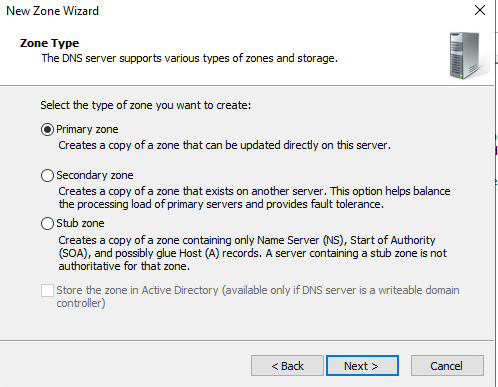 New Zone Wizard
Zone Type
The DNS server supports various types of zones and storage.
Select the type of zone you want to create:
Primary zone
Creates a copy of a zone that can be updated directly on this server.
Secondary zone
Creates a copy of a zone that exists on another server. This option helps balance
the processing load of primary servers and provides fault tolerance.
Stub zone
Creates a copy of a zone containing only Name Server (NS), Start of Authority
(SOA), and possibly glue Host (A) records. A server containing a stub zone is not
authoritative for that zone.
Store the zone in Active Directory (available only if DNS server is a writeable domain
controller)
< Back
Next >
Cancel